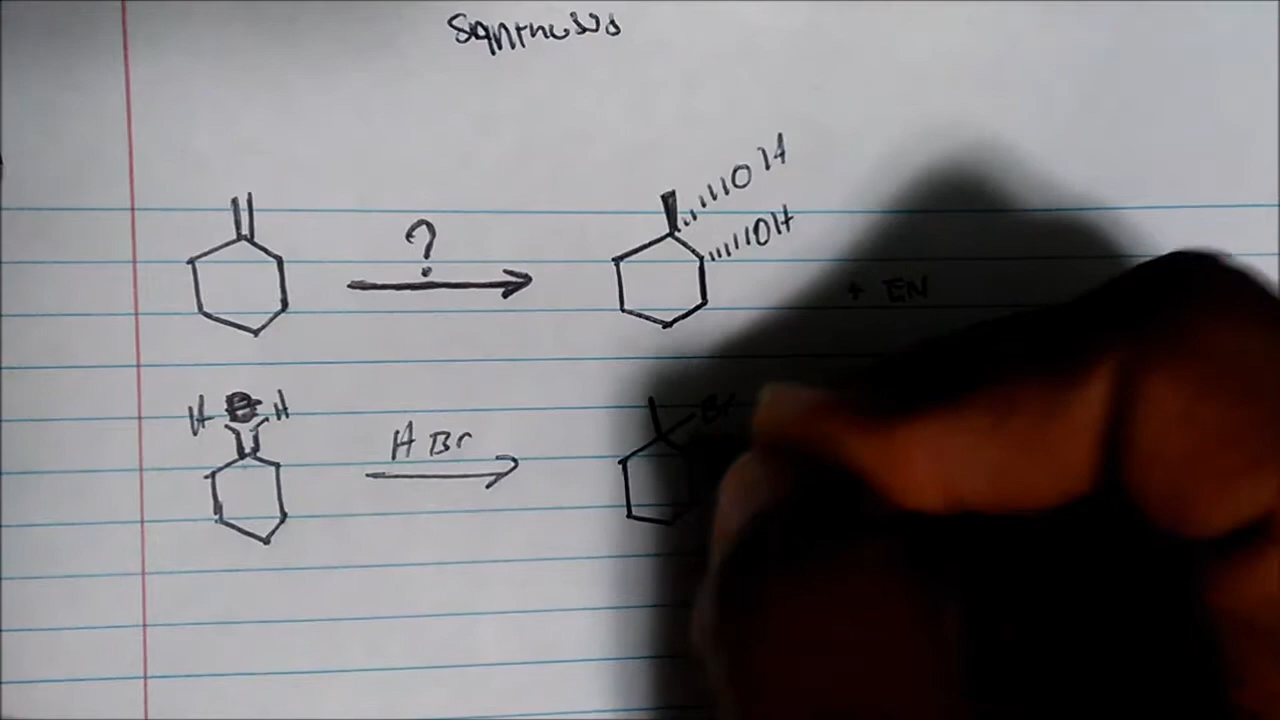 Synthesis
OH
?
OH
+ EN
H H
Br
HBr